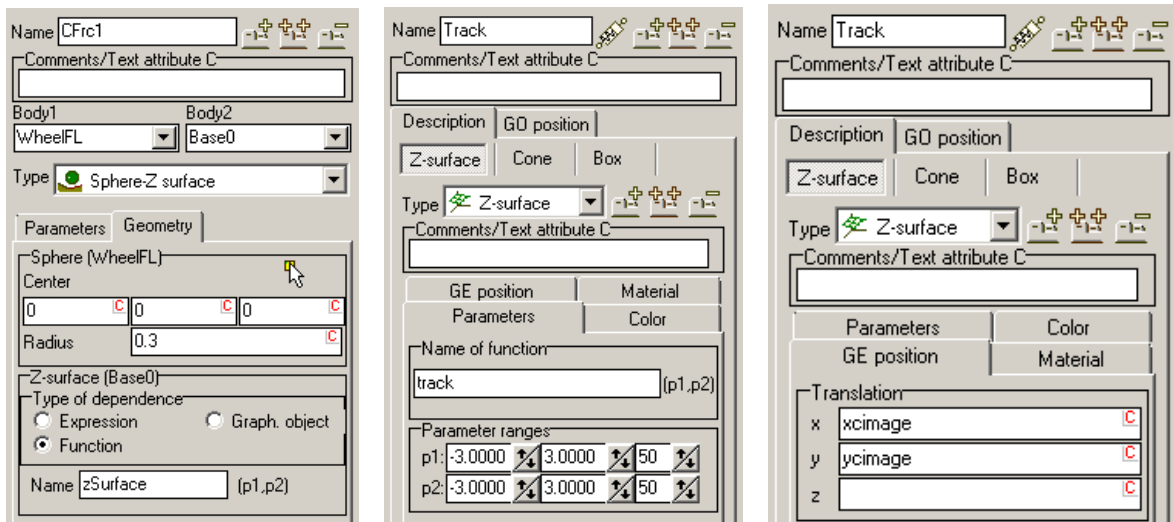 Name CFrc1
Comments/Text attribute C
Body1 Body2
WheelFL Base0
Type Sphere-Z surface
Parameters Geometry
Sphere (WheelFL)
Center
0 C 0 C 0 C
Radius 0.3 C
Z-surface (Base0)
Type of dependence
Expression Graph. object
Function
Name zSurface (p1,p2)
Name Track
Comments/Text attribute C
Description GO position
Z-surface Cone Box
Type Z-surface
Comments/Text attribute C
GE position Material
Parameters Color
Name of function
track (p1,p2)
Parameter ranges
p1: -3.0000 3.0000 50
p2: -3.0000 3.0000 50
Name Track
Comments/Text attribute C
Description GO position
Z-surface Cone Box
Type Z-surface
Comments/Text attribute C
Parameters Color
GE position Material
Translation
x xcimage C
y ycimage C
z C